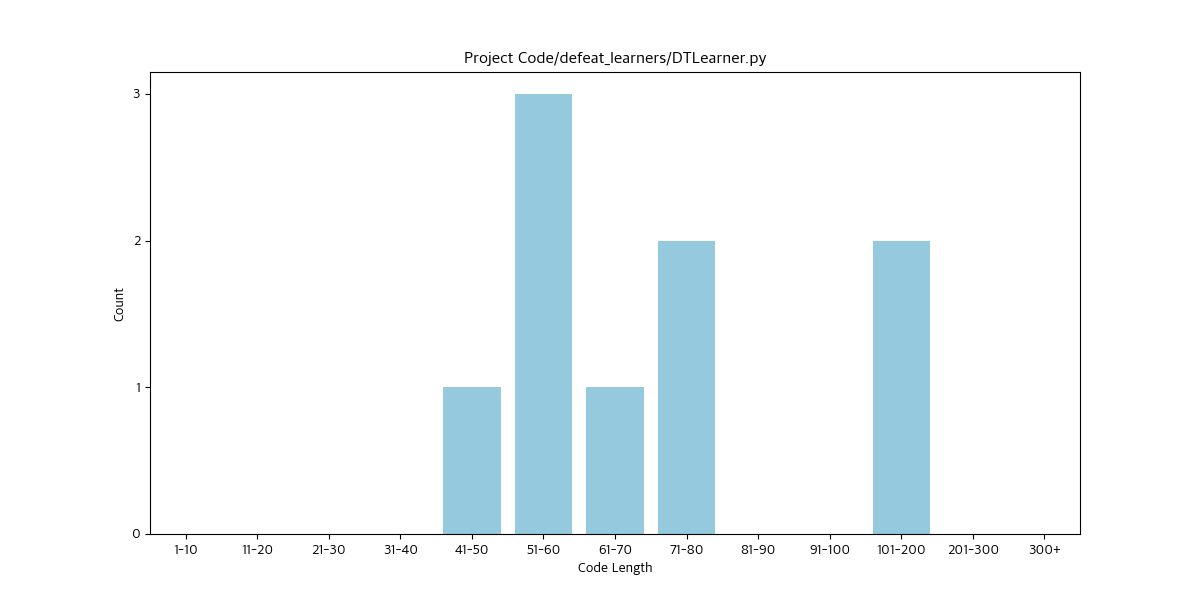 Project Code/defeat_learners/DTLearner.py
3
2
1
0
Count
1-10 11-20 21-30 31-40 41-50 51-60 61-70 71-80 81-90 91-100 101-200 201-300 300+
Code Length